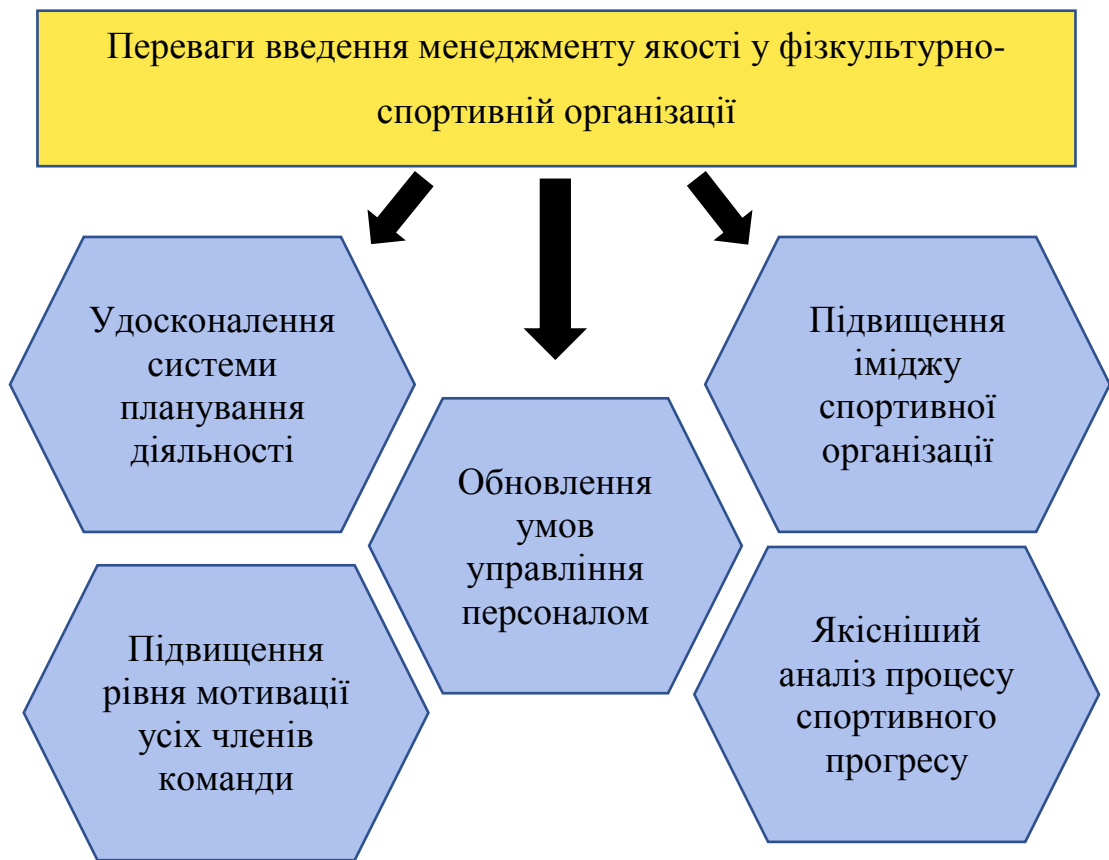 Переваги введення менеджменту якості у фізкультурно-
спортивній організації
Удосконалення
системи
планування
діяльності
Підвищення
іміджу
спортивної
організації
Обновлення
умов
управління
персоналом
Підвищення
рівня мотивації
усіх членів
команди
Якісніший
аналіз процесу
спортивного
прогресу